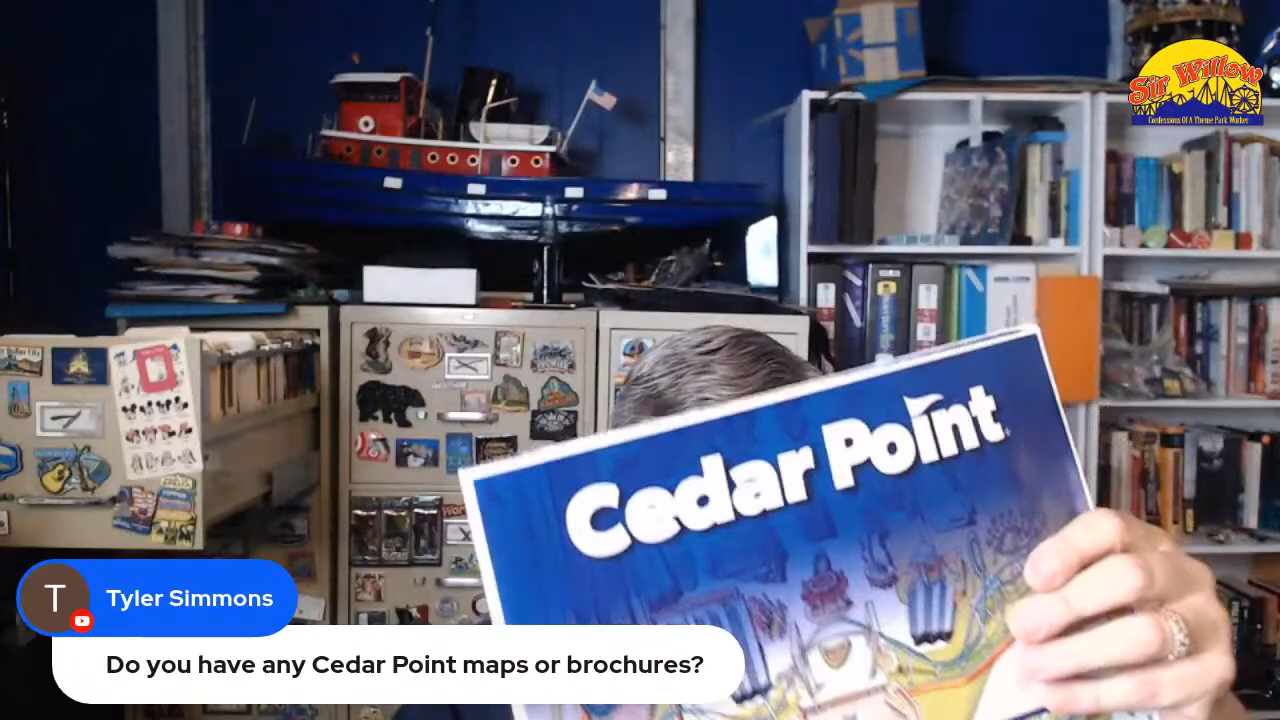 Sir Willow
Confessions Of A Theme Park Worker
Cedar Point
T
Tyler Simmons
Do you have any Cedar Point maps or brochures?